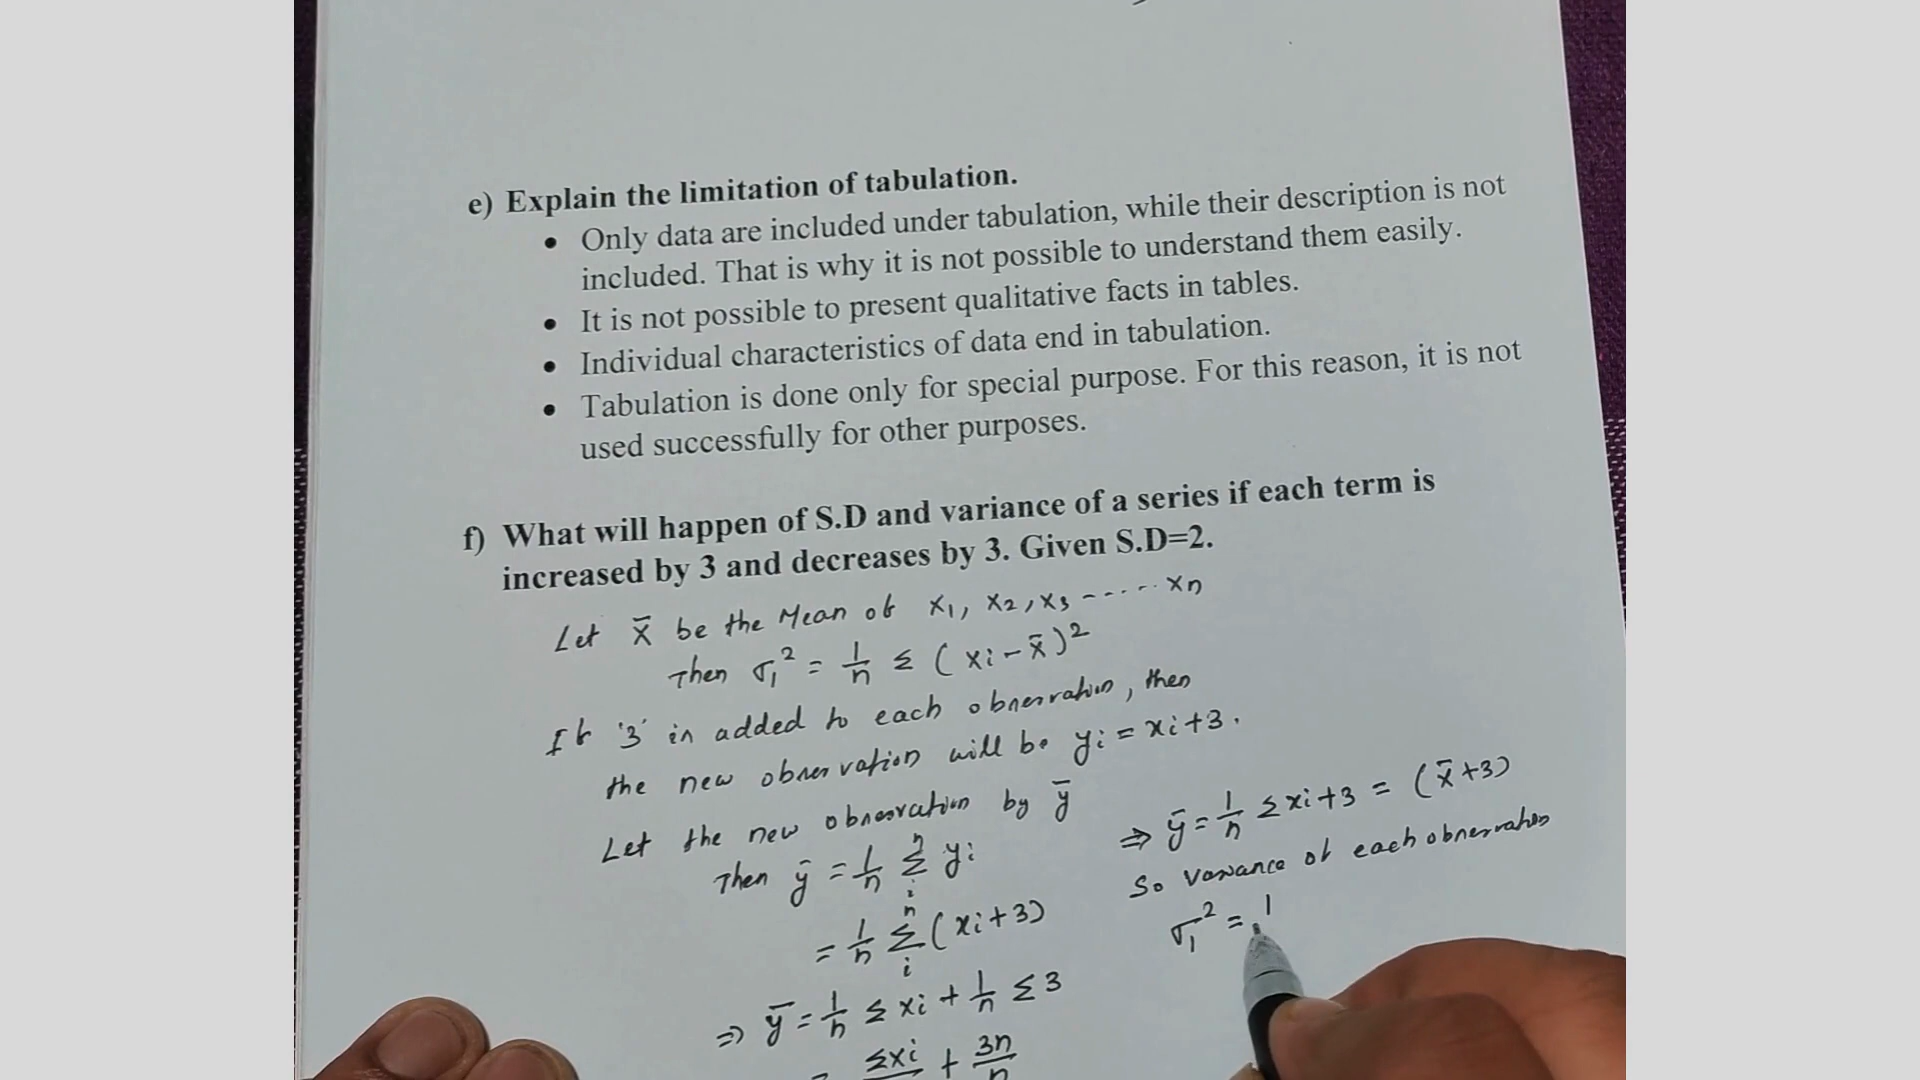 e) Explain the limitation of tabulation.
• Only data are included under tabulation, while their description is not
included. That is why it is not possible to understand them easily.
• It is not possible to present qualitative facts in tables.
• Individual characteristics of data end in tabulation.
• Tabulation is done only for special purpose. For this reason, it is not
used successfully for other purposes.
f) What will happen of S.D and variance of a series if each term is
increased by 3 and decreases by 3. Given S.D=2.
Let x̄ be the Mean of x₁, x₂, x₃ ------ xn
Then σ₁² = 1/n Σ (xi - x̄)²
If '3' is added to each observation, then
the new observation will be yi = xi+3.
Let the new observation by ȳ
Then ȳ = 1/n Σ yi
= 1/n Σ (xi+3)
⇒ ȳ = 1/n Σ xi + 1/n Σ 3
Σxi + 3n/n
⇒ ȳ = 1/n Σ xi+3 = (x̄+3)
So variance of each observation
σ₁² = 1